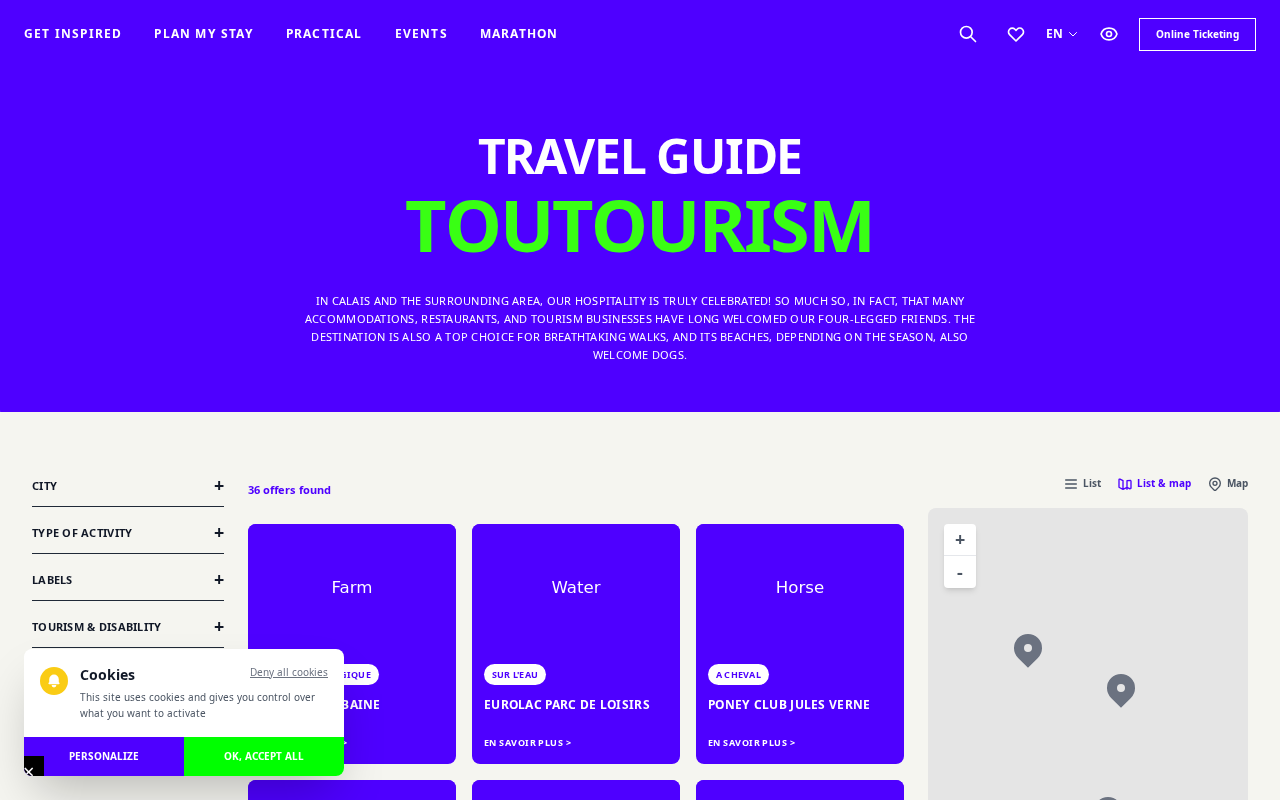 GET INSPIRED PLAN MY STAY PRACTICAL EVENTS MARATHON EN Online Ticketing
TRAVEL GUIDE
TOUTOURISM
IN CALAIS AND THE SURROUNDING AREA, OUR HOSPITALITY IS TRULY CELEBRATED! SO MUCH SO, IN FACT, THAT MANY
ACCOMMODATIONS, RESTAURANTS, AND TOURISM BUSINESSES HAVE LONG WELCOMED OUR FOUR-LEGGED FRIENDS. THE
DESTINATION IS ALSO A TOP CHOICE FOR BREATHTAKING WALKS, AND ITS BEACHES, DEPENDING ON THE SEASON, ALSO
WELCOME DOGS.
CITY +
TYPE OF ACTIVITY +
LABELS +
TOURISM & DISABILITY +
36 offers found
List List & map Map
Farm
Water
SUR L'EAU
EUROLAC PARC DE LOISIRS
EN SAVOIR PLUS >
Horse
A CHEVAL
PONEY CLUB JULES VERNE
EN SAVOIR PLUS >
+
-
Cookies
Deny all cookies
This site uses cookies and gives you control over
what you want to activate
PERSONALIZE OK, ACCEPT ALL